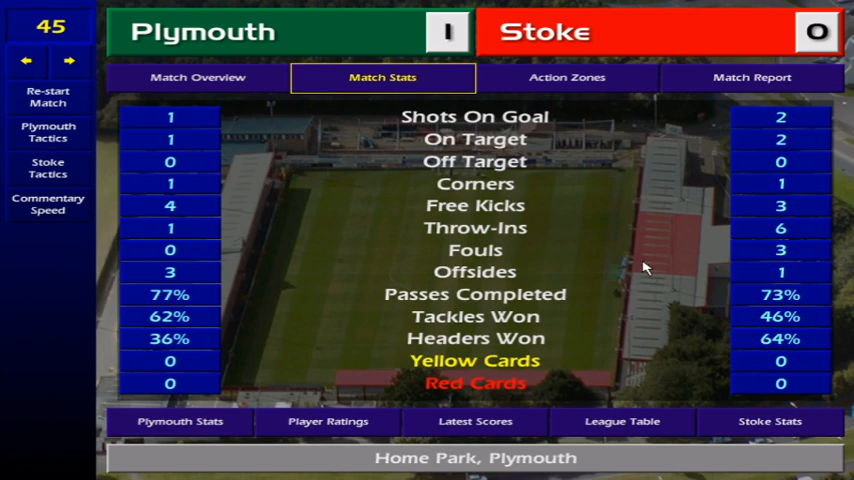 45
Plymouth 1 Stoke 0
Re-start Match
Plymouth Tactics
Stoke Tactics
Commentary Speed
Match Overview Match Stats Action Zones Match Report
1 Shots On Goal 2
1 On Target 2
0 Off Target 0
1 Corners 1
4 Free Kicks 3
1 Throw-Ins 6
0 Fouls 3
3 Offsides 1
77% Passes Completed 73%
62% Tackles Won 46%
36% Headers Won 64%
0 Yellow Cards 0
0 Red Cards 0
Plymouth Stats Player Ratings Latest Scores League Table Stoke Stats
Home Park, Plymouth